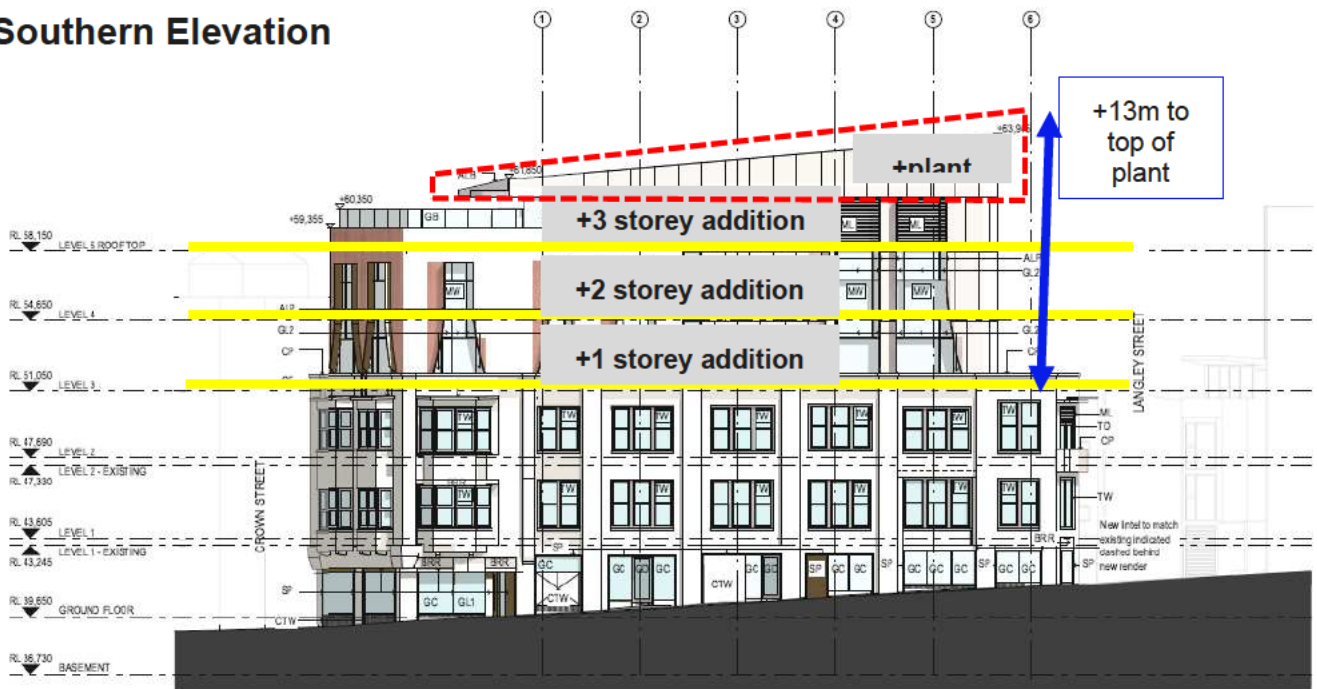 Southern Elevation
1 2 3 4 5 6
+13m to
top of
plant
+plant
+61,850
+60,350
GB
+59,355
+3 storey addition
ML
ML
RL 58,150
LEVEL 5 ROOFTOP
ALP
GL2
MW
+2 storey addition
MW
MW
RL 54,650
LEVEL 4
ALP
GL2
CP
+1 storey addition
RL 51,050
LEVEL 3
LANGLEY STREET
TW
TW
TW
TW
TW
TW
TW
ML
TO
CP
RL 47,690
LEVEL 2
LEVEL 2 - EXISTING
RL 47,330
CROWN STREET
TW
TW
TW
TW
TW
TW
TW
TW
RL 43,605
LEVEL 1
LEVEL 1 - EXISTING
RL 43,245
New lintel to match
existing indicated
dashed behind
new render
BRR
SP
BRR
BRR
SP
GC
GC
GC
GC
GC
SP
GC
GC
SP
GC
GC
GC
SP
GC
GC
SP
CTW
GC
GL1
CTW
RL 39,650
GROUND FLOOR
CTW
RL 36,730
BASEMENT